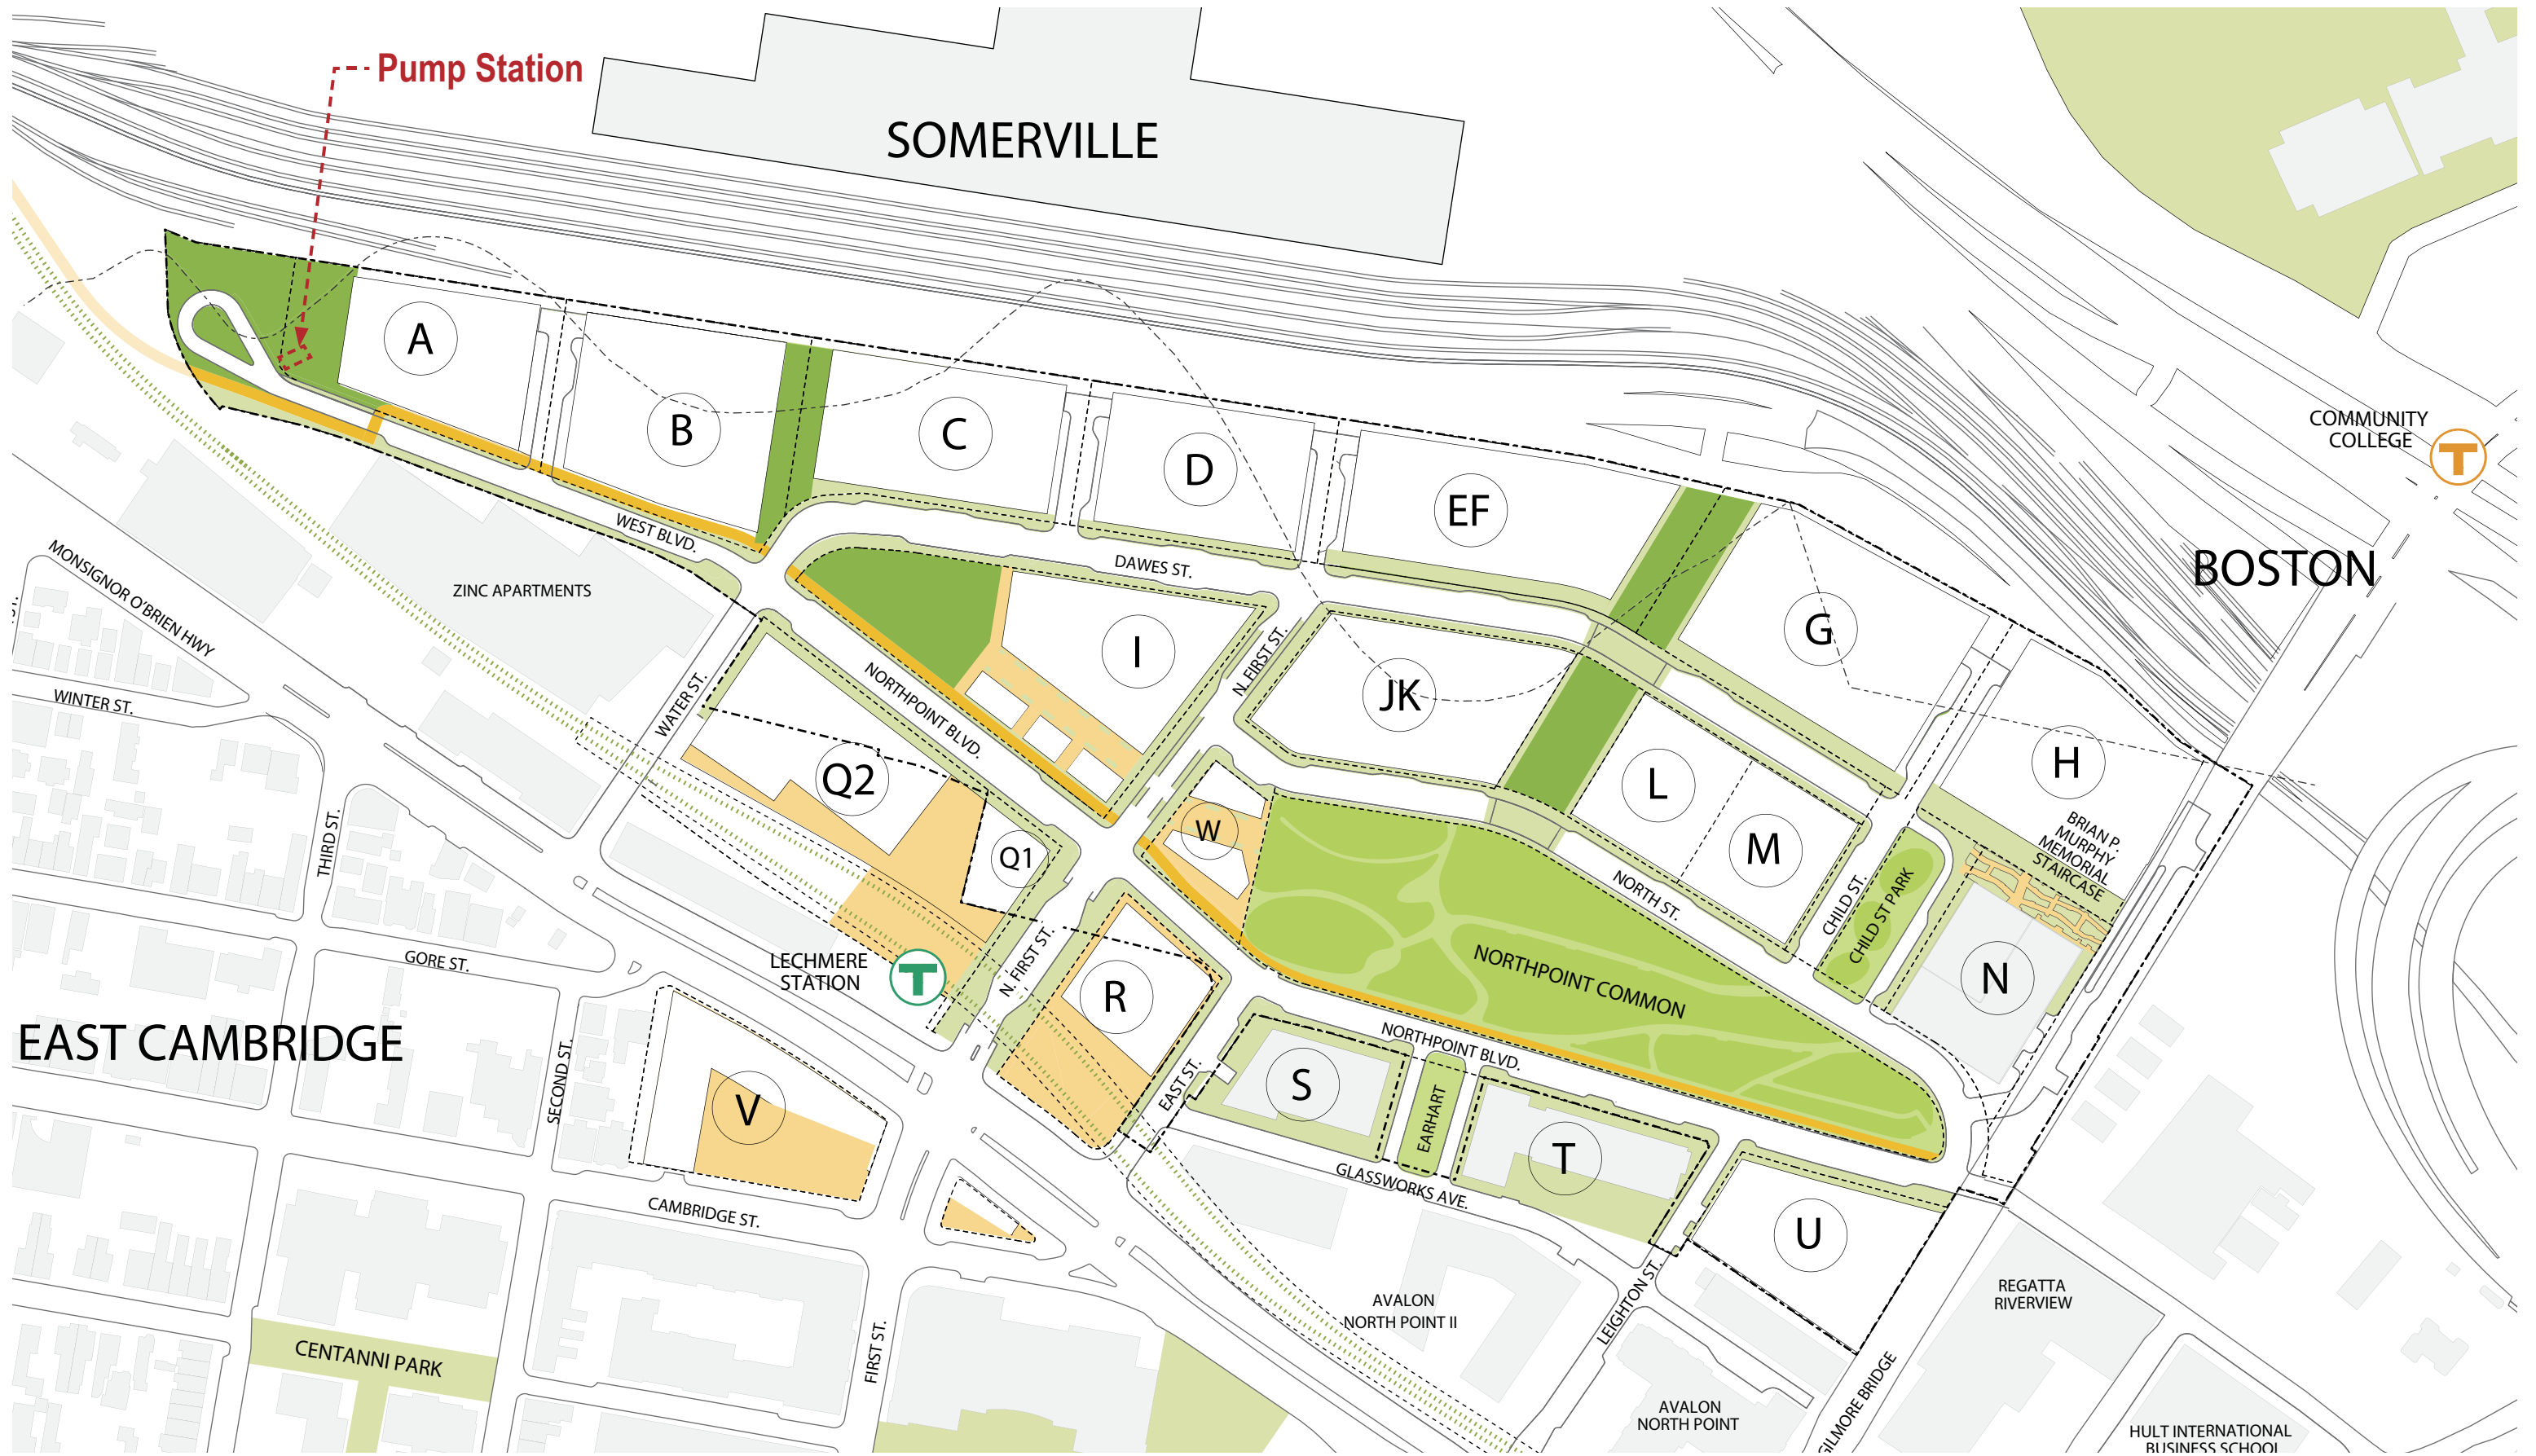 Pump Station
SOMERVILLE
A
B
C
D
EF
G
H
COMMUNITY
COLLEGE
T
BOSTON
WEST BLVD.
DAWES ST.
ZINC APARTMENTS
MONSIGNOR O'BRIEN HWY
WINTER ST.
WATER ST.
NORTHPOINT BLVD.
I
N. FIRST ST.
JK
L
M
BRIAN P.
MURPHY
MEMORIAL
STAIRCASE
Q2
Q1
W
THIRD ST.
NORTH ST.
CHILD ST.
CHILD ST PARK
N
GORE ST.
LECHMERE
STATION
T
N. FIRST ST.
R
NORTHPOINT COMMON
EAST CAMBRIDGE
SECOND ST.
V
EAST ST.
S
NORTHPOINT BLVD.
EARHART
T
GLASSWORKS AVE.
U
CAMBRIDGE ST.
FIRST ST.
CENTANNI PARK
AVALON
NORTH POINT II
LEIGHTON ST.
REGATTA
RIVERVIEW
AVALON
NORTH POINT
GILMORE BRIDGE
HULT INTERNATIONAL
BUSINESS SCHOOL